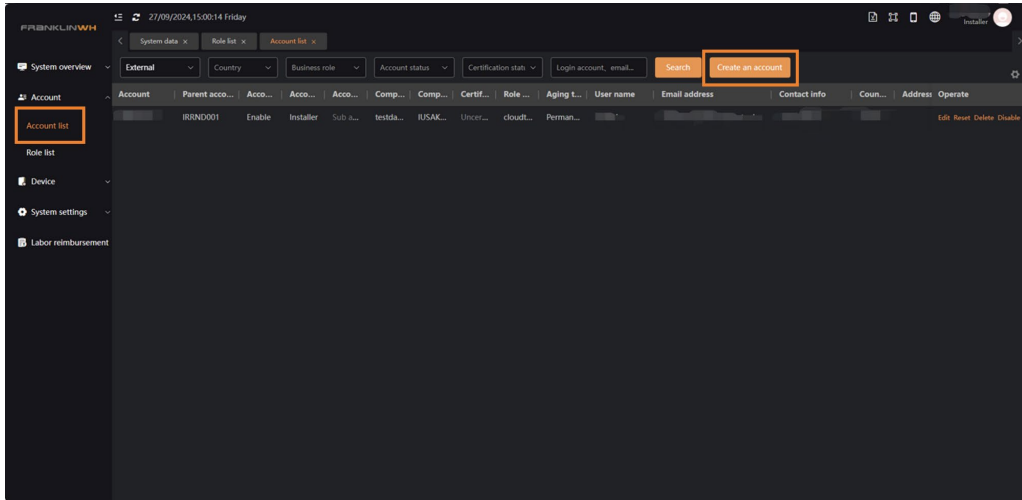 FRANKLINWH
27/09/2024,15:00:14 Friday
Installer
System data ×
Role list ×
Account list ×
System overview
Account
Account list
Role list
Device
System settings
Labor reimbursement
External
Country
Business role
Account status
Certification stati
Login account, email...
Search
Create an account
Account Parent acco... Acco... Acco... Acco... Comp... Comp... Certif... Role ... Aging t... User name Email address Contact info Coun... Address Operate
IRRND001 Enable Installer Sub a... testda... IUSAK... Uncer... cloudt... Perman... Edit Reset Delete Disable